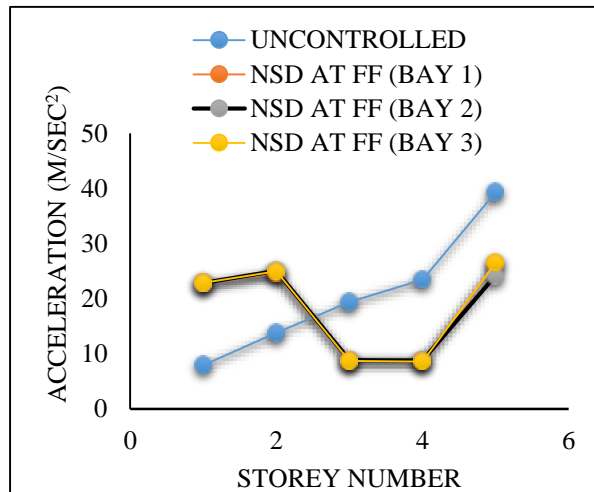 UNCONTROLLED
NSD AT FF (BAY 1)
NSD AT FF (BAY 2)
NSD AT FF (BAY 3)
ACCELERATION (M/SEC²)
50
40
30
20
10
0
0 2 4 6
STOREY NUMBER